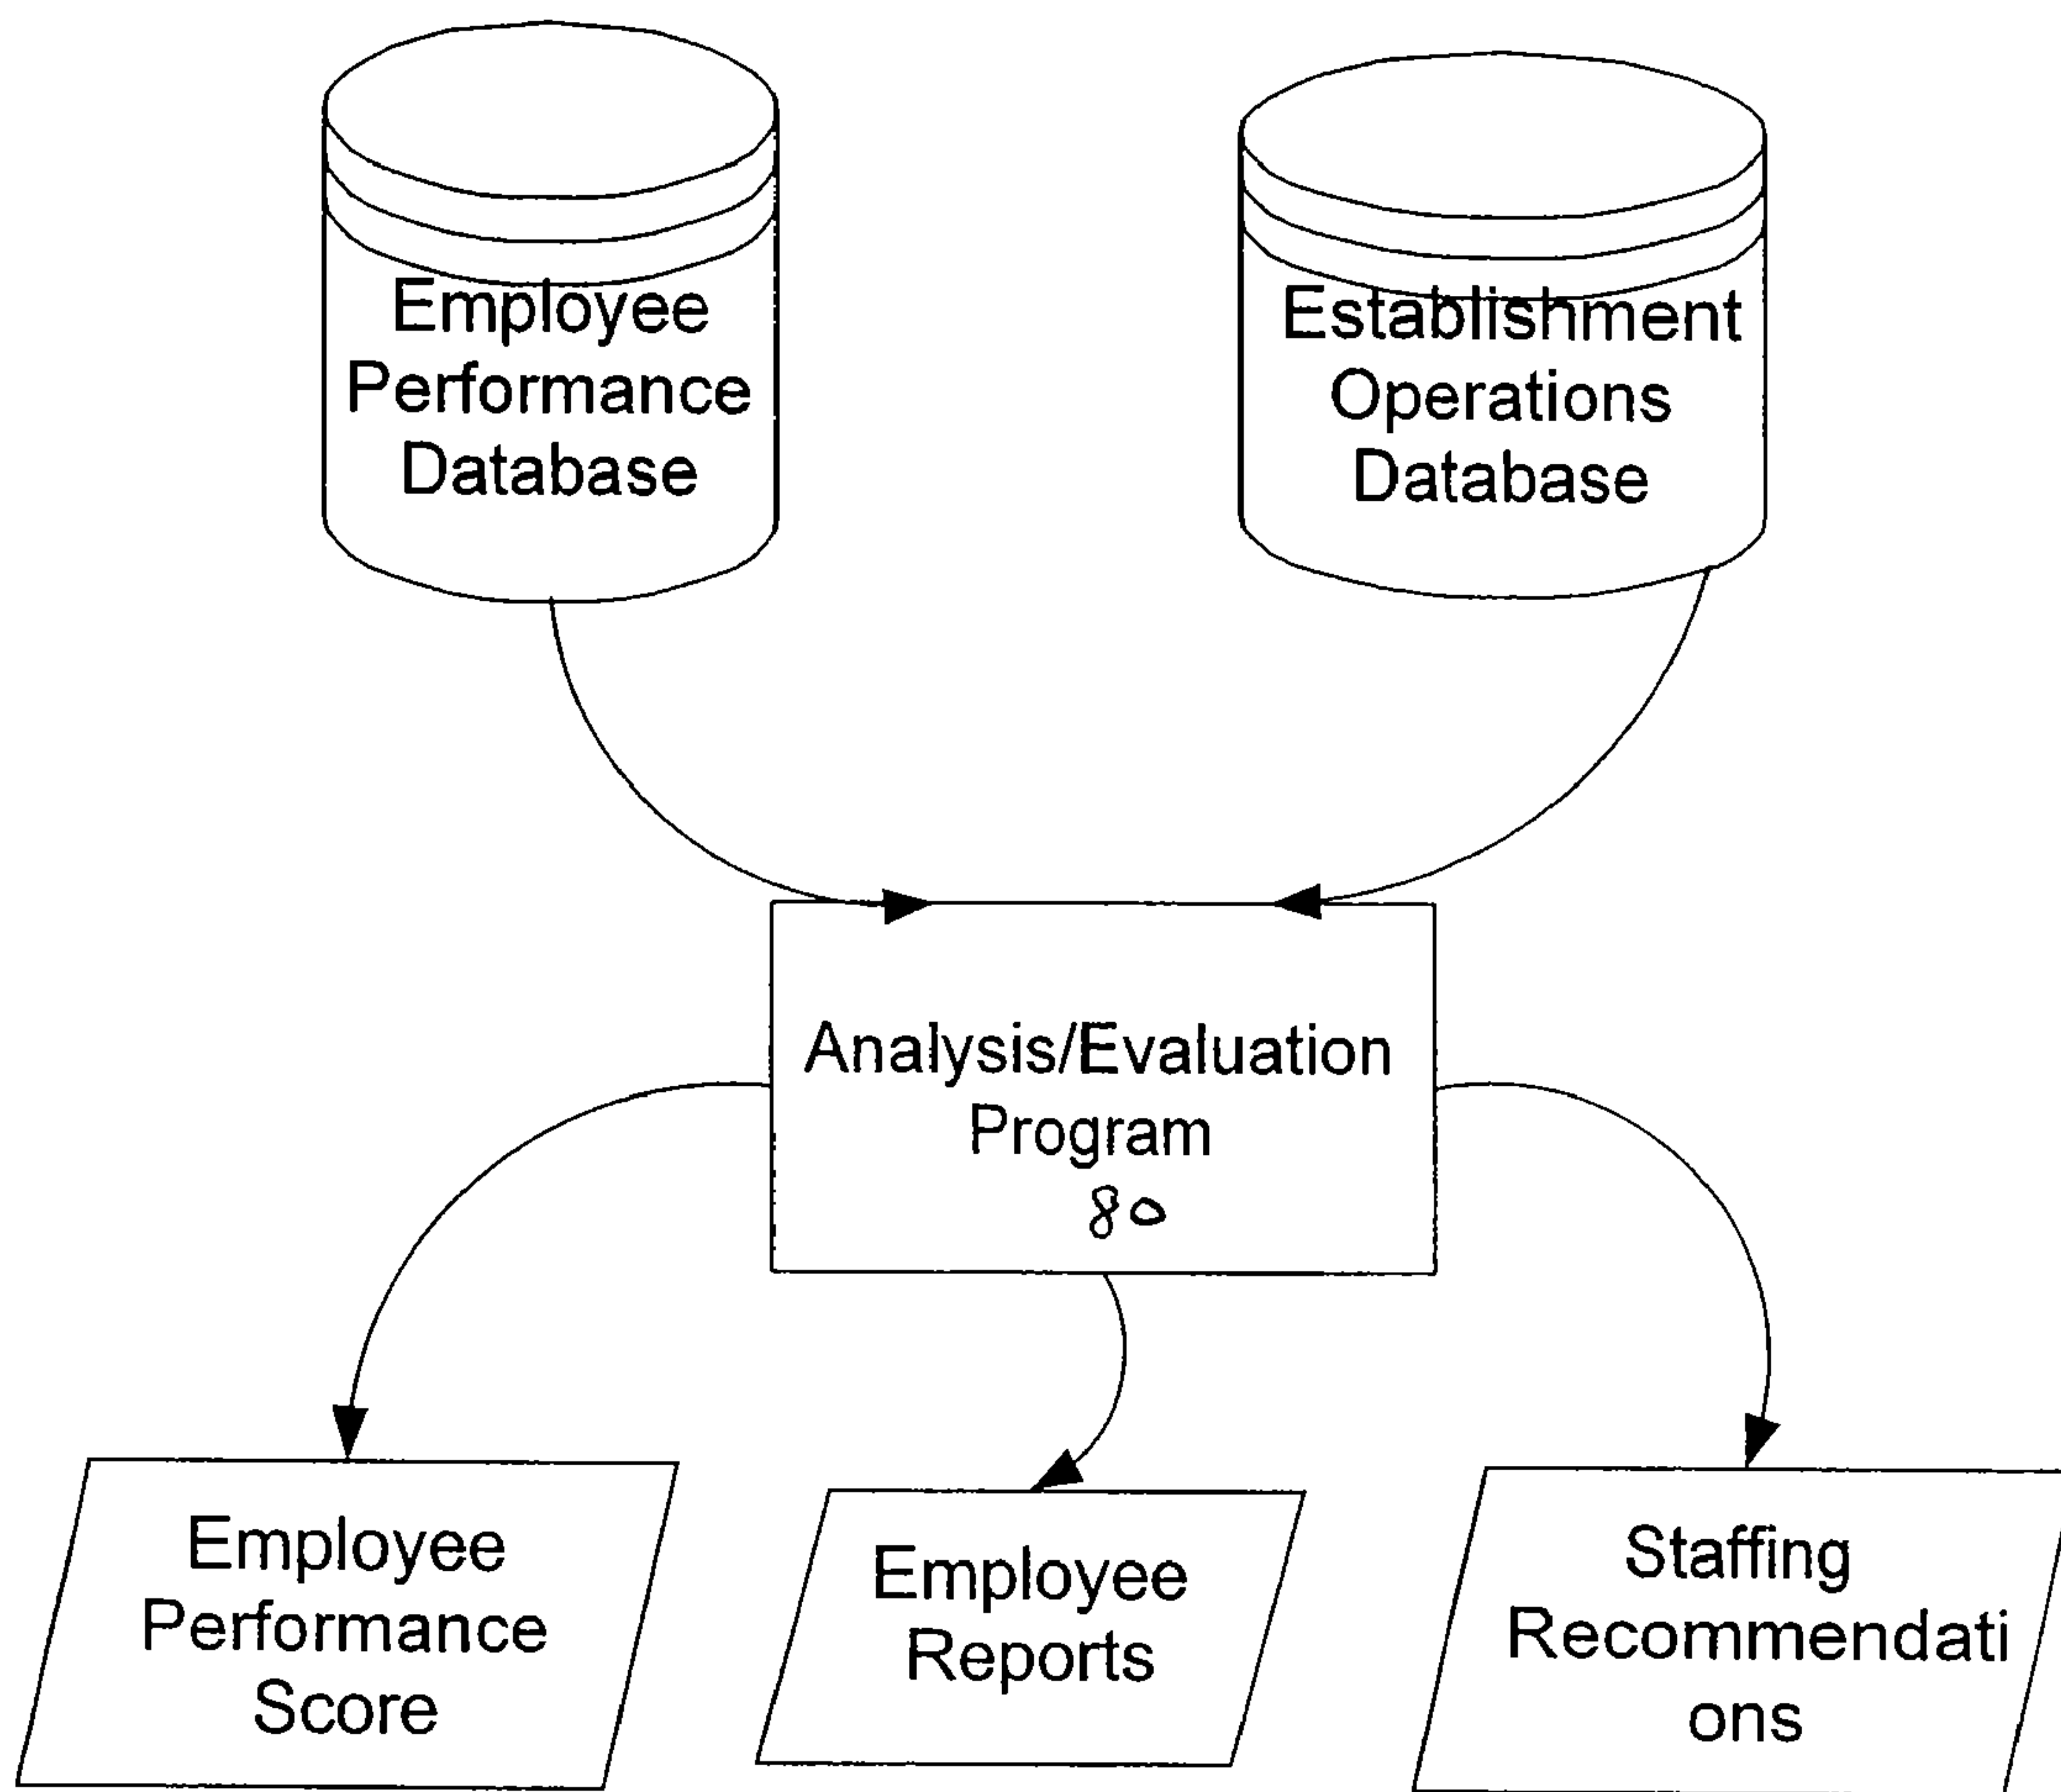 Employee
Performance
Database
Establishment
Operations
Database
Analysis/Evaluation
Program
80
Employee
Performance
Score
Employee
Reports
Staffing
Recommendati
ons